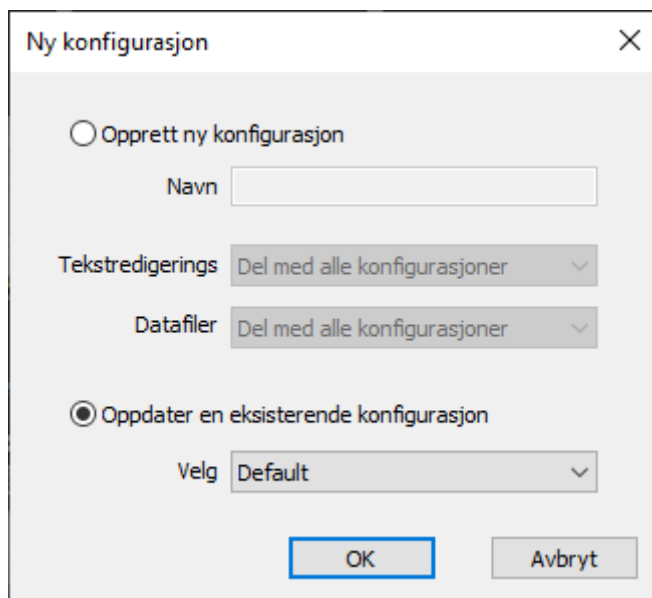 Ny konfigurasjon
Opprett ny konfigurasjon
Navn
Tekstredigerings Del med alle konfigurasjoner
Datafiler Del med alle konfigurasjoner
Oppdater en eksisterende konfigurasjon
Velg Default
OK Avbryt